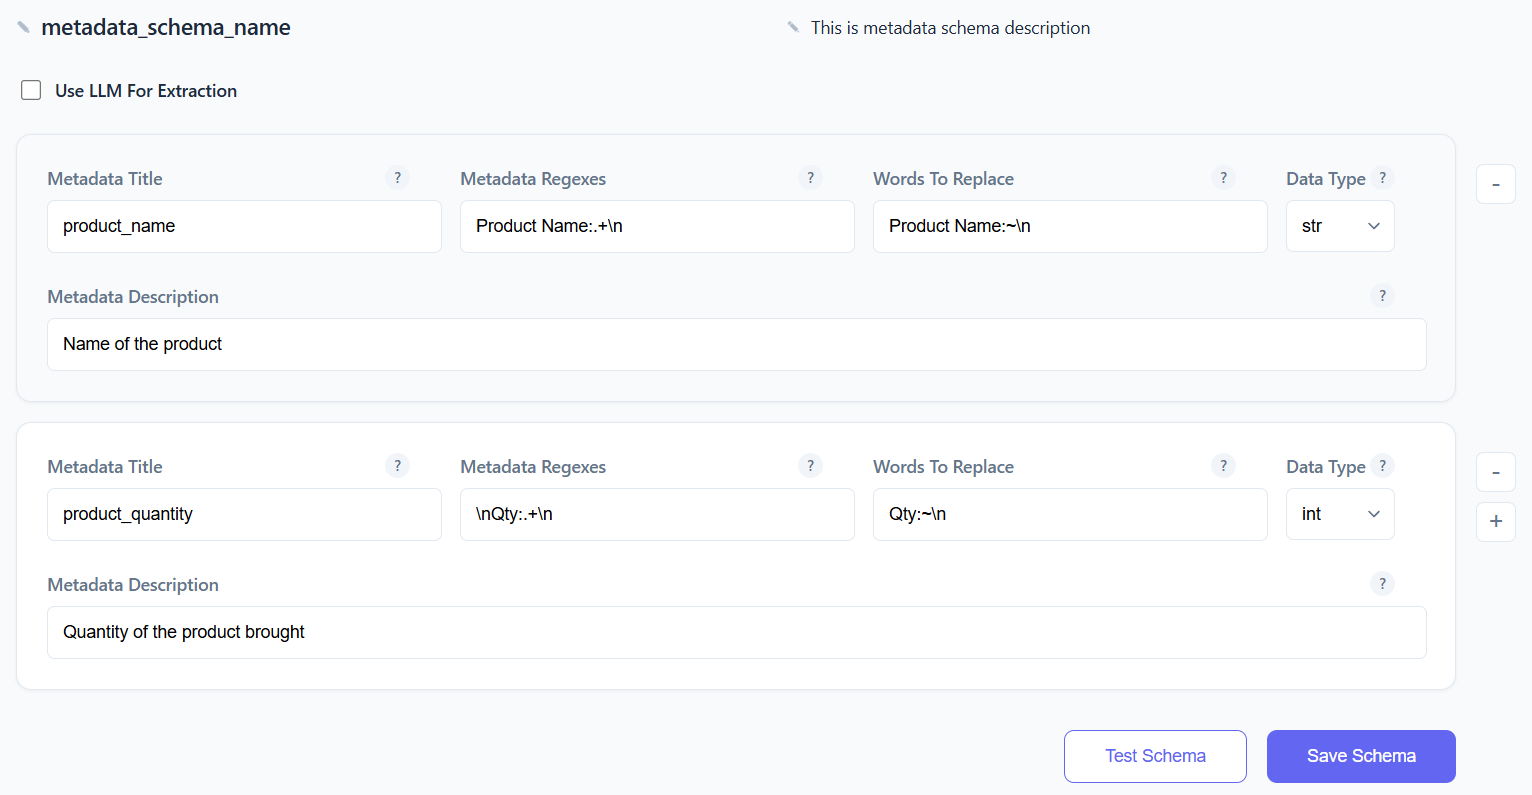 metadata_schema_name
This is metadata schema description
Use LLM For Extraction
Metadata Title ? Metadata Regexes ? Words To Replace ? Data Type ?
-
product_name Product Name:.+\n Product Name:~\n str
Metadata Description ?
Name of the product
Metadata Title ? Metadata Regexes ? Words To Replace ? Data Type ?
-
product_quantity \nQty:.+\n Qty:~\n int
+
Metadata Description ?
Quantity of the product brought
Test Schema Save Schema